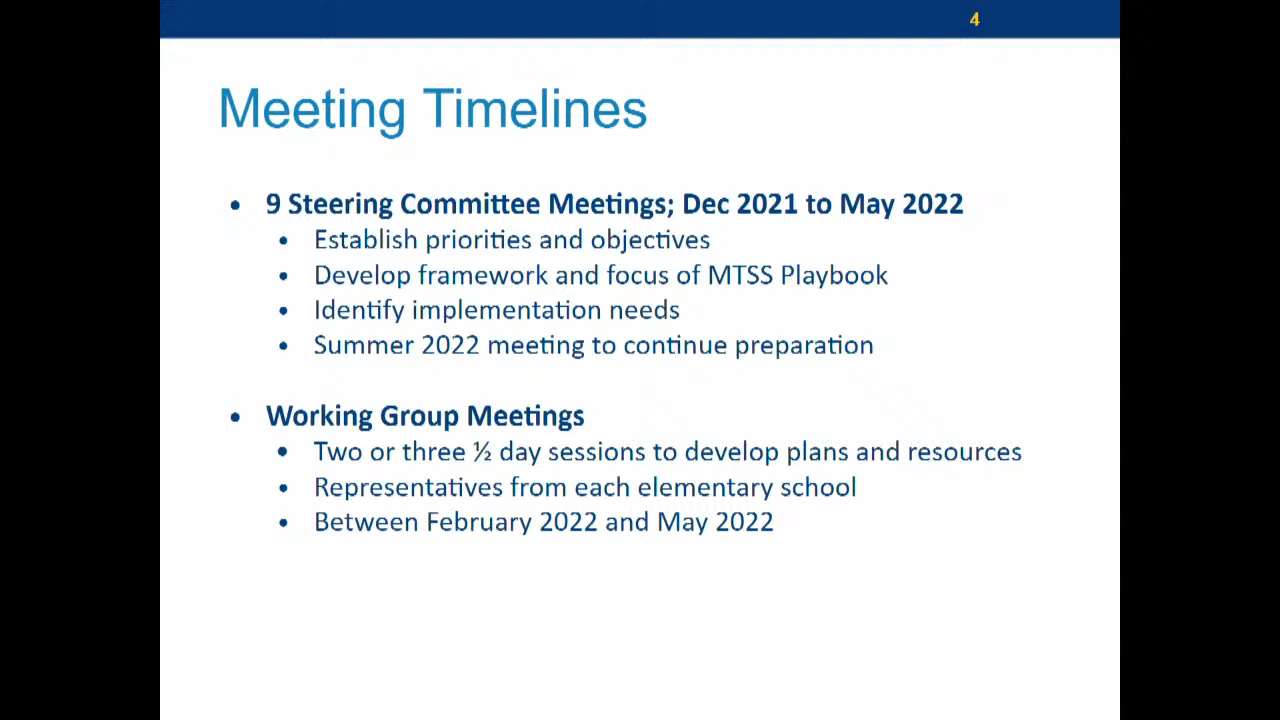 4
Meeting Timelines
• 9 Steering Committee Meetings; Dec 2021 to May 2022
• Establish priorities and objectives
• Develop framework and focus of MTSS Playbook
• Identify implementation needs
• Summer 2022 meeting to continue preparation
• Working Group Meetings
• Two or three ½ day sessions to develop plans and resources
• Representatives from each elementary school
• Between February 2022 and May 2022